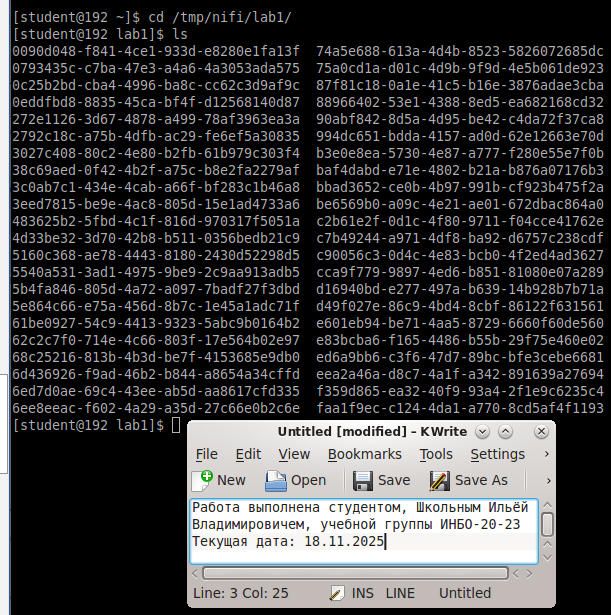 [student@192 ~]$ cd /tmp/nifi/lab1/
[student@192 lab1]$ ls
0090d048-f841-4ce1-933d-e8280e1fa13f  74a5e688-613a-4d4b-8523-5826072685dc
0793435c-c7ba-47e3-a4a6-4a3053ada575  75a0cd1a-d01c-4d9b-9f9d-4e5b061de923
0c25b2bd-cba4-4996-ba8c-cc62c3d9af9c  87f81c18-0a1e-41c5-b16e-3876adae3cba
0eddfbd8-8835-45ca-bf4f-d12568140d87  88966402-53e1-4388-8ed5-ea682168cd32
272e1126-3d67-4878-a499-78af3963ea3a  90abf842-8d5a-4d95-be42-c4da72f37ca8
2792c18c-a75b-4dfb-ac29-fe6ef5a30835  994dc651-bdda-4157-ad0d-62e12663e70d
3027c408-80c2-4e80-b2fb-61b979c303f4  b3e0e8ea-5730-4e87-a777-f280e55e7f0b
38c69aed-0f42-4b2f-a75c-b8e2fa2279af  baf4dabd-e71e-4802-b21a-b876a07176b3
3c0ab7c1-434e-4cab-a66f-bf283c1b46a8  bbad3652-ce0b-4b97-991b-cf923b475f2a
3eed7815-be9e-4ac8-805d-15e1ad4733a6  be6569b0-a09c-4e21-ae01-672dbac864a0
483625b2-5fbd-4c1f-816d-970317f5051a  c2b61e2f-0d1c-4f80-9711-f04cce41762e
4d33be32-3d70-42b8-b511-0356bedb21c9  c7b49244-a971-4df8-ba92-d6757c238cdf
5160c368-ae78-4443-8180-2430d52298d5  c90056c3-0d4c-4e83-bcb0-4f2ed4ad3627
5540a531-3ad1-4975-9be9-2c9aa913adb5  cca9f779-9897-4ed6-b851-81080e07a289
5b4fa846-805d-4a72-a097-7badf27f3dbd  d16940bd-e277-497a-b639-14b928b7b71a
5e864c66-e75a-456d-8b7c-1e45a1adc71f  d49f027e-86c9-4bd4-8cbf-86122f631561
61be0927-54c9-4413-9323-5abc9b0164b2  e601eb94-be71-4aa5-8729-6660f60de560
62c2c7f0-714e-4c66-803f-17e564b02e97  e83bcba6-f165-4486-b55b-29f75e460e02
68c25216-813b-4b3d-be7f-4153685e9db0  ed6a9bb6-c3f6-47d7-89bc-bfe3cebe6681
6d436926-f9ad-46b2-b844-a8654a34cffd  eea2a46a-d8c7-4a1f-a342-891639a27694
6ed7d0ae-69c4-43ee-ab5d-aa8617cfd335  f359d865-ea32-40f9-93a4-2f1e9c6235c4
6ee8eeac-f602-4a29-a35d-27c66e0b2c6e  faa1f9ec-c124-4da1-a770-8cd5af4f1193
[student@192 lab1]$
Untitled [modified] – KWrite
File Edit View Bookmarks Tools Settings
New Open Save Save As
Работа выполнена студентом, Школьным Ильёй
Владимировичем, учебной группы ИНБО-20-23
Текущая дата: 18.11.2025
Line: 3 Col: 25 INS LINE Untitled